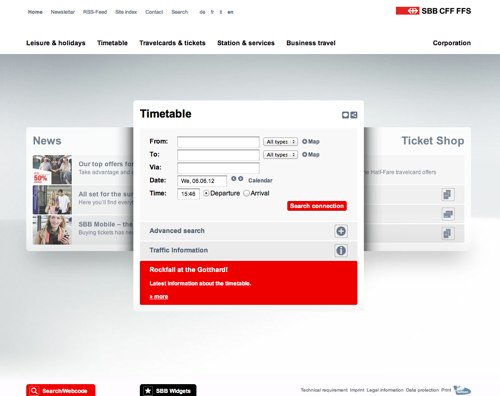 Home Newsletter RSS-Feed Site index Contact Search de fr it en
SBB CFF FFS
Leisure & holidays Timetable Travelcards & tickets Station & services Business travel Corporation
Timetable
News
Ticket Shop
From: All types Map
To: All types Map
Via:
Date: We, 06.06.12 Calendar
Time: 15:46 Departure Arrival
Search connection
Our top offers for
Take advantage and a
50%
All set for the su
Here you'll find every
SBB Mobile – the
Buying tickets has ne
Half-Fare travelcard offers
Advanced search
Traffic Information
Rockfall at the Gotthard!
Latest information about the timetable.
» more
Search/Webcode
SBB Widgets
Technical requirement Imprint Legal information Data protection Print